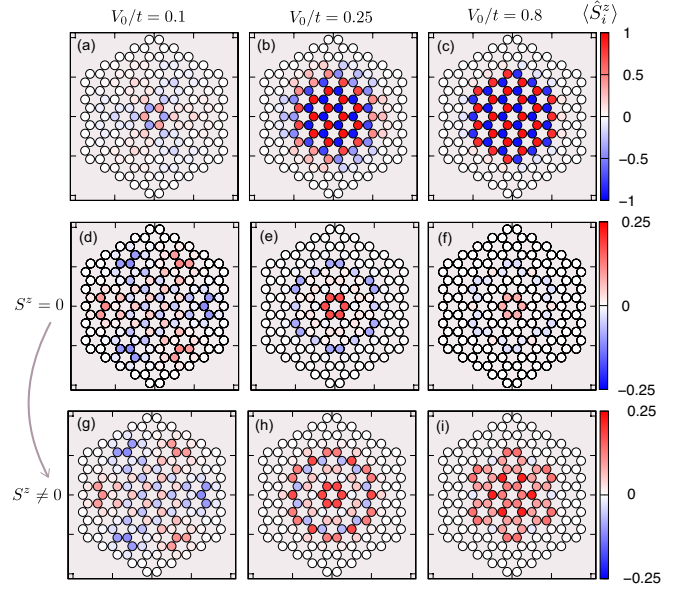 V₀/t = 0.1 V₀/t = 0.25 V₀/t = 0.8 ⟨Ŝᵢᶻ⟩
(a) (b) (c)
1
0.5
0
−0.5
−1
(d) (e) (f)
0.25
Sᶻ = 0
0
−0.25
(g) (h) (i)
0.25
Sᶻ ≠ 0
0
−0.25